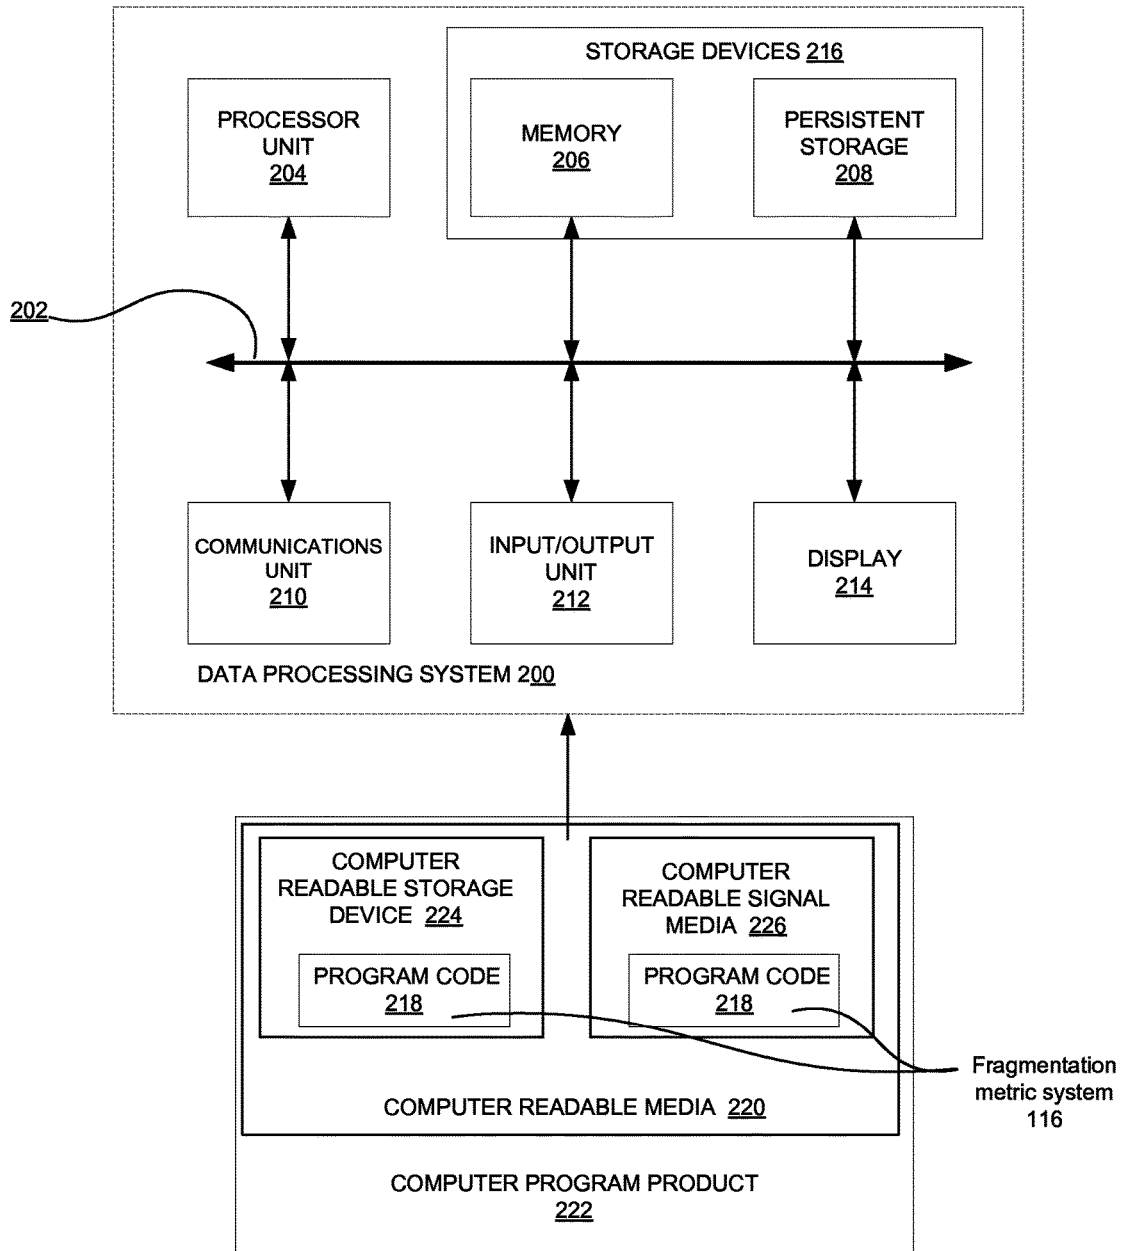 STORAGE DEVICES 216
PROCESSOR
UNIT
204
MEMORY
206
PERSISTENT
STORAGE
208
202
COMMUNICATIONS
UNIT
210
INPUT/OUTPUT
UNIT
212
DISPLAY
214
DATA PROCESSING SYSTEM 200
COMPUTER
READABLE STORAGE
DEVICE 224
PROGRAM CODE
218
COMPUTER
READABLE SIGNAL
MEDIA 226
PROGRAM CODE
218
Fragmentation
metric system
116
COMPUTER READABLE MEDIA 220
COMPUTER PROGRAM PRODUCT
222